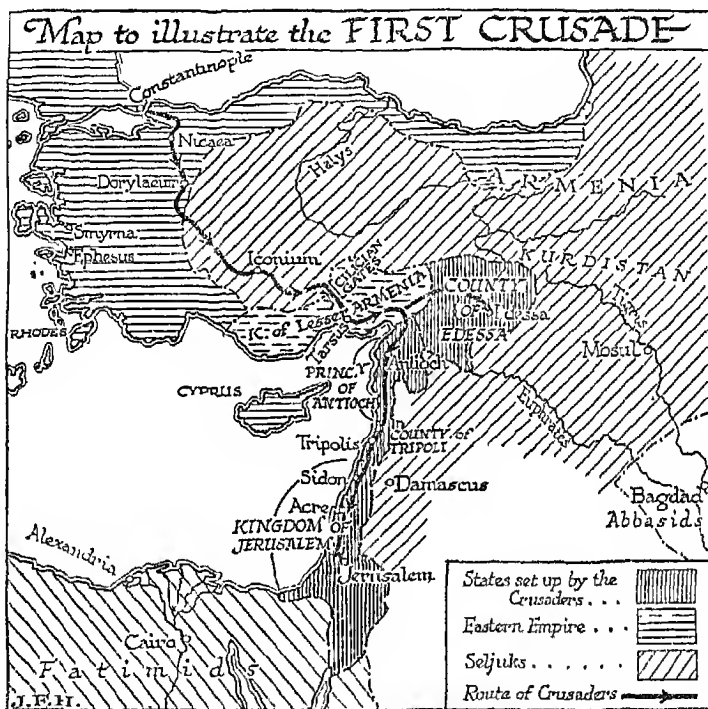 Map to illustrate the FIRST CRUSADE
Constantinople
Nicaea
Dorylaeum
Halys
ARMENIA
Smyrna
Ephesus
Iconium
CILICIAN
GATES
KURDISTAN
K. of Lesser ARMENIA
COUNTY
OF
EDESSA
Edessa
Tigris
RHODES
Tarsus
Antioch
Mosul
PRINC.Y
OF
ANTIOCH
CYPRUS
Euphrates
Tripolis
COUNTY OF
TRIPOLI
Sidon
Damascus
Acre
Bagdad
Abbasids
KINGDOM OF
JERUSALEM
Alexandria
Jerusalem
Cairo
Fatimids
J.F.H.
States set up by the
Crusaders . . .
Eastern Empire . . .
Seljuks . . . . . .
Route of Crusaders